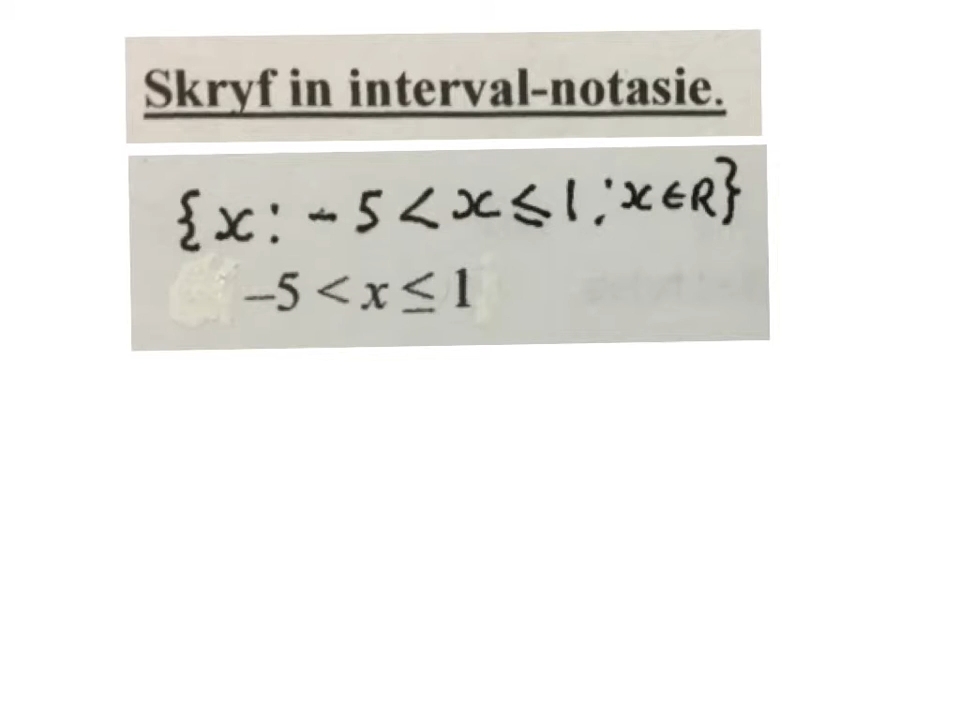 Skryf in interval-notasie.
{x: -5 < x ≤ 1; x ∈ R}
–5 < x ≤ 1